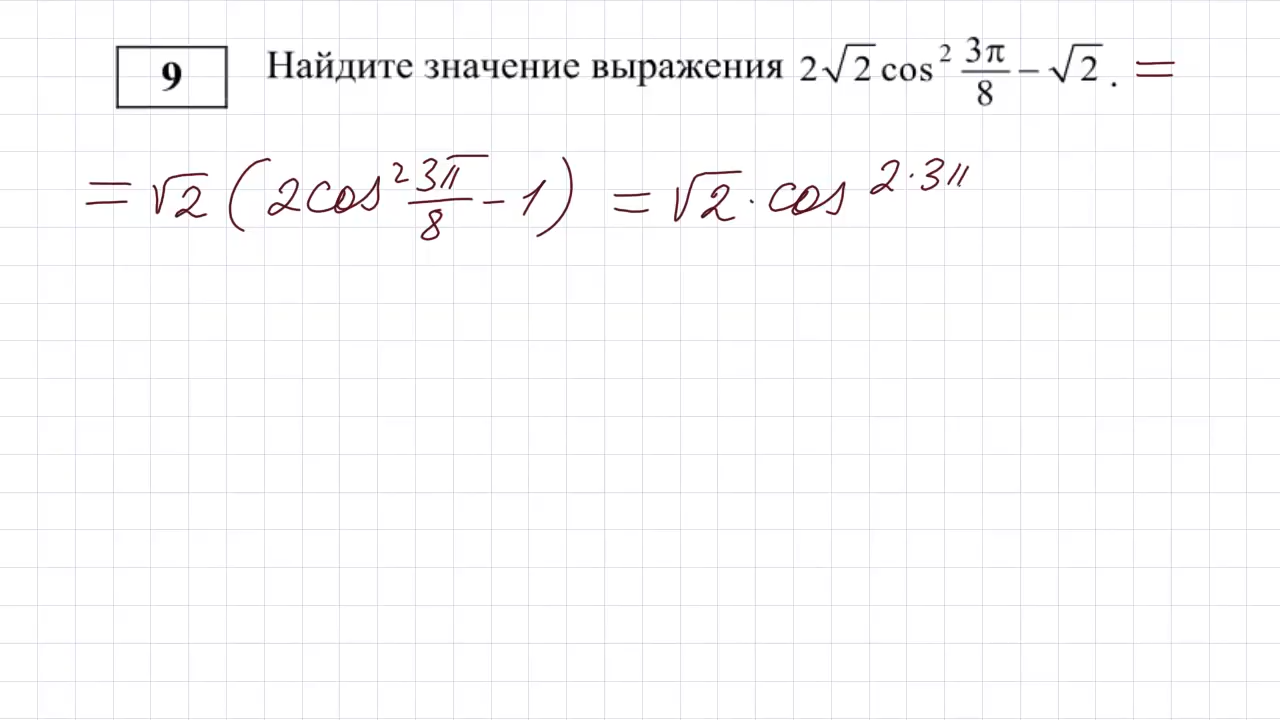 9 Найдите значение выражения 2√2 cos² 3π/8 − √2 . =
= √2 (2cos² 3π/8 − 1) = √2 · cos 2·3π